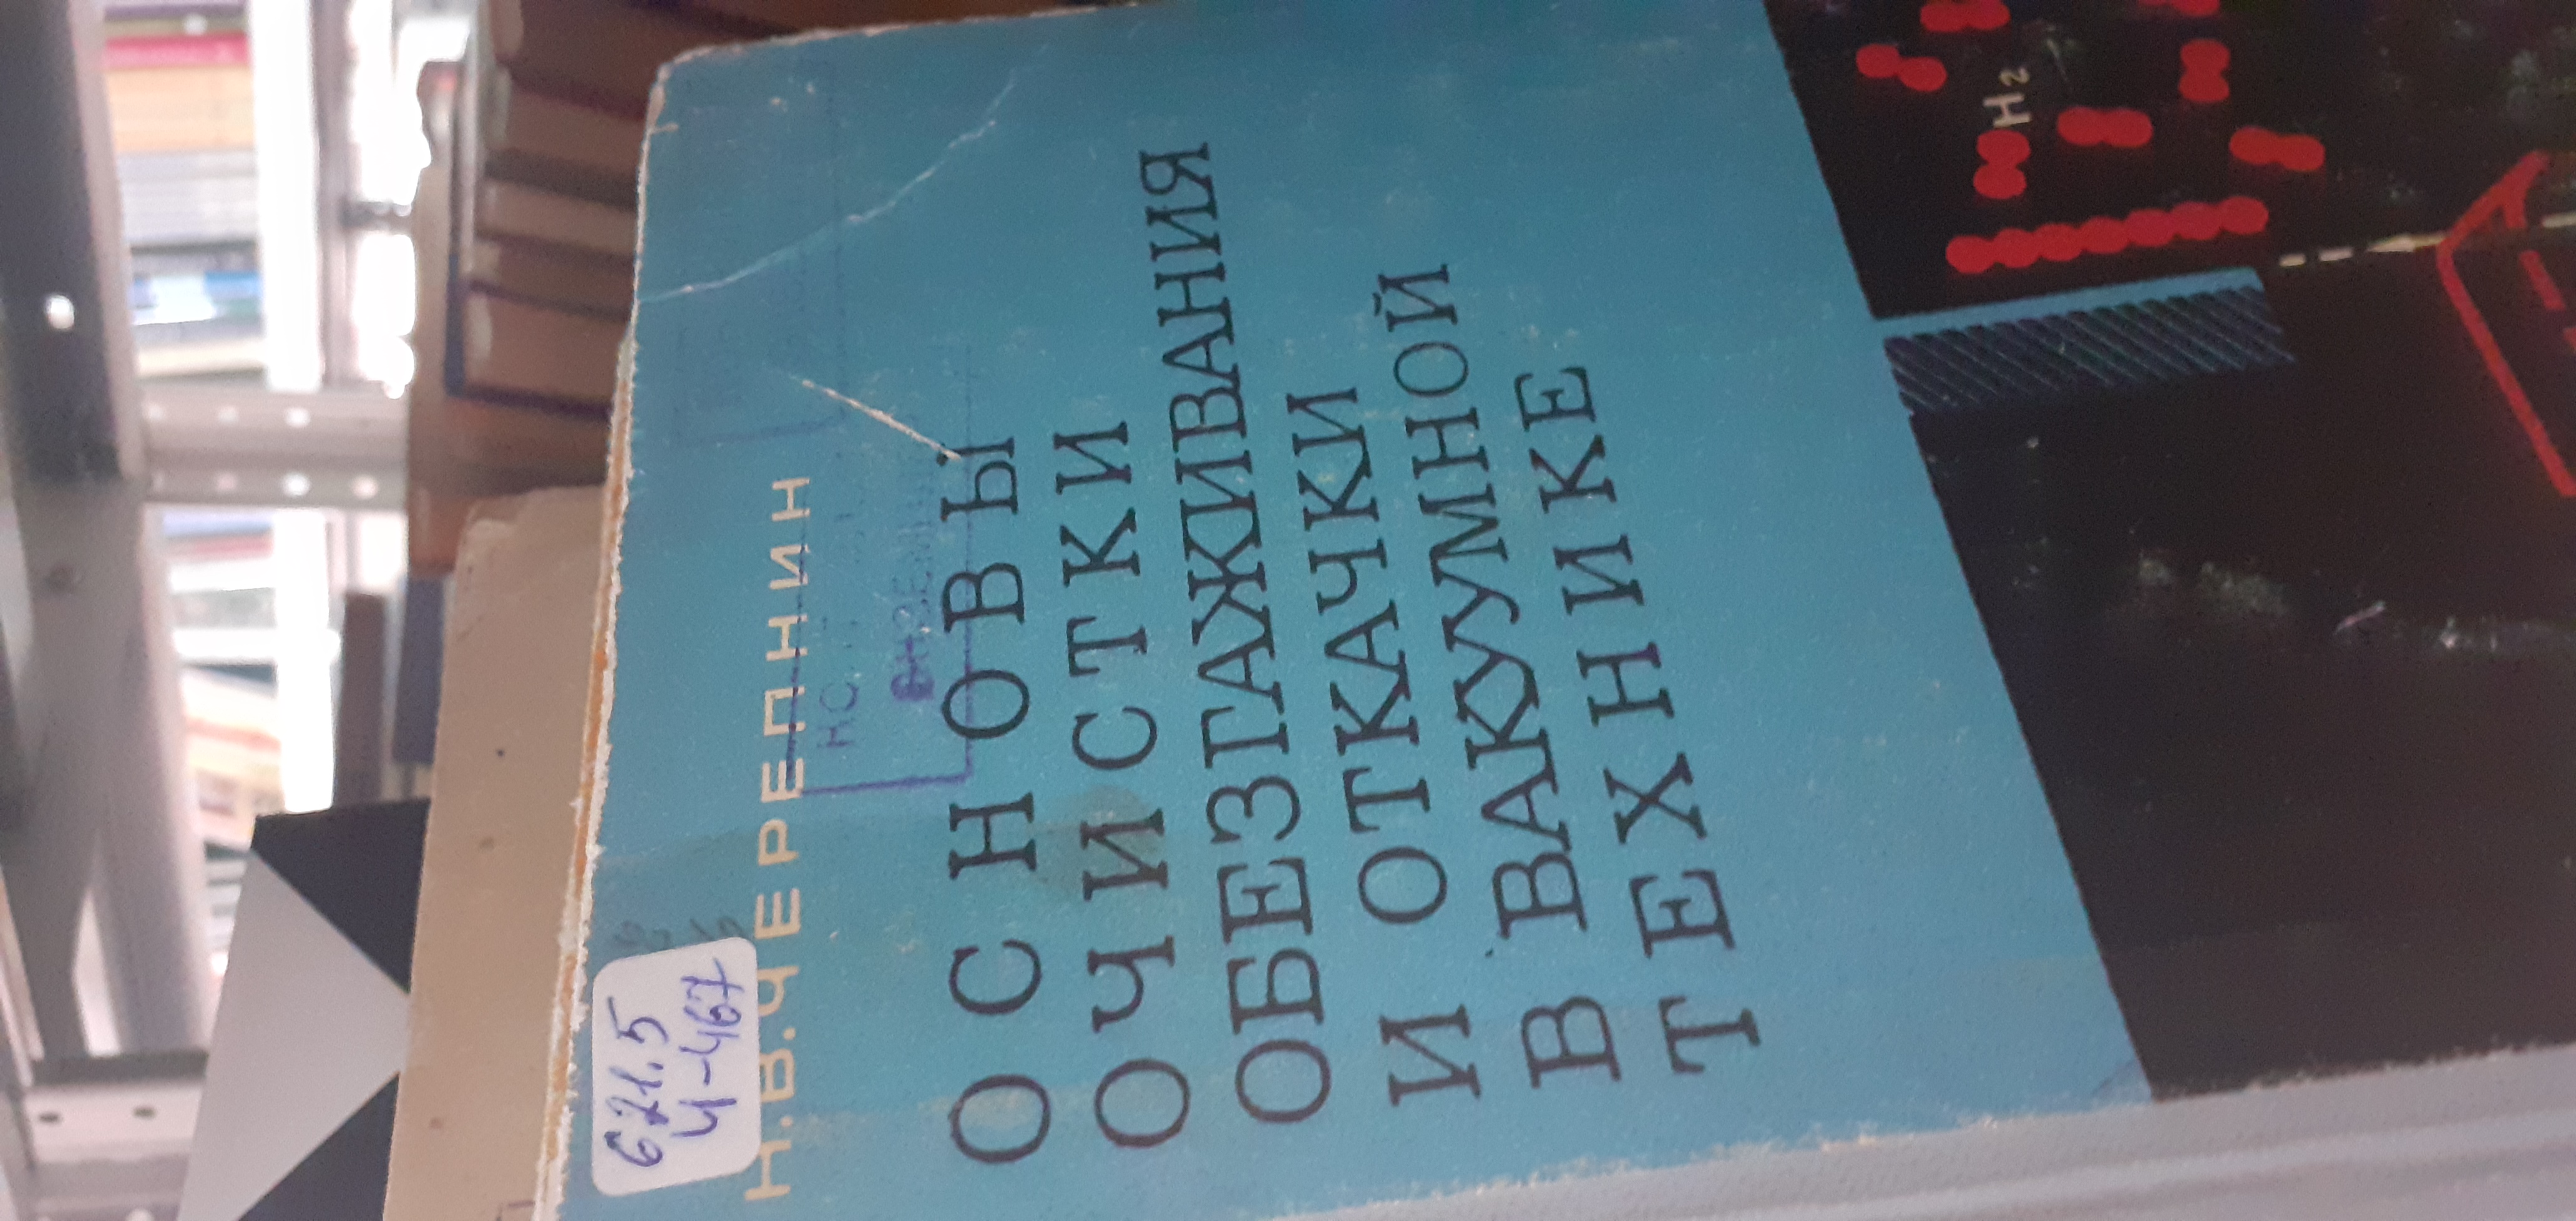 621.5
Ч-467
Н.В.ЧЕРЕПНИН
ОСНОВЫ
ОЧИСТКИ
ОБЕЗГАЖИВАНИЯ
И ОТКАЧКИ
В ВАКУУМНОЙ
ТЕХНИКЕ
H₂